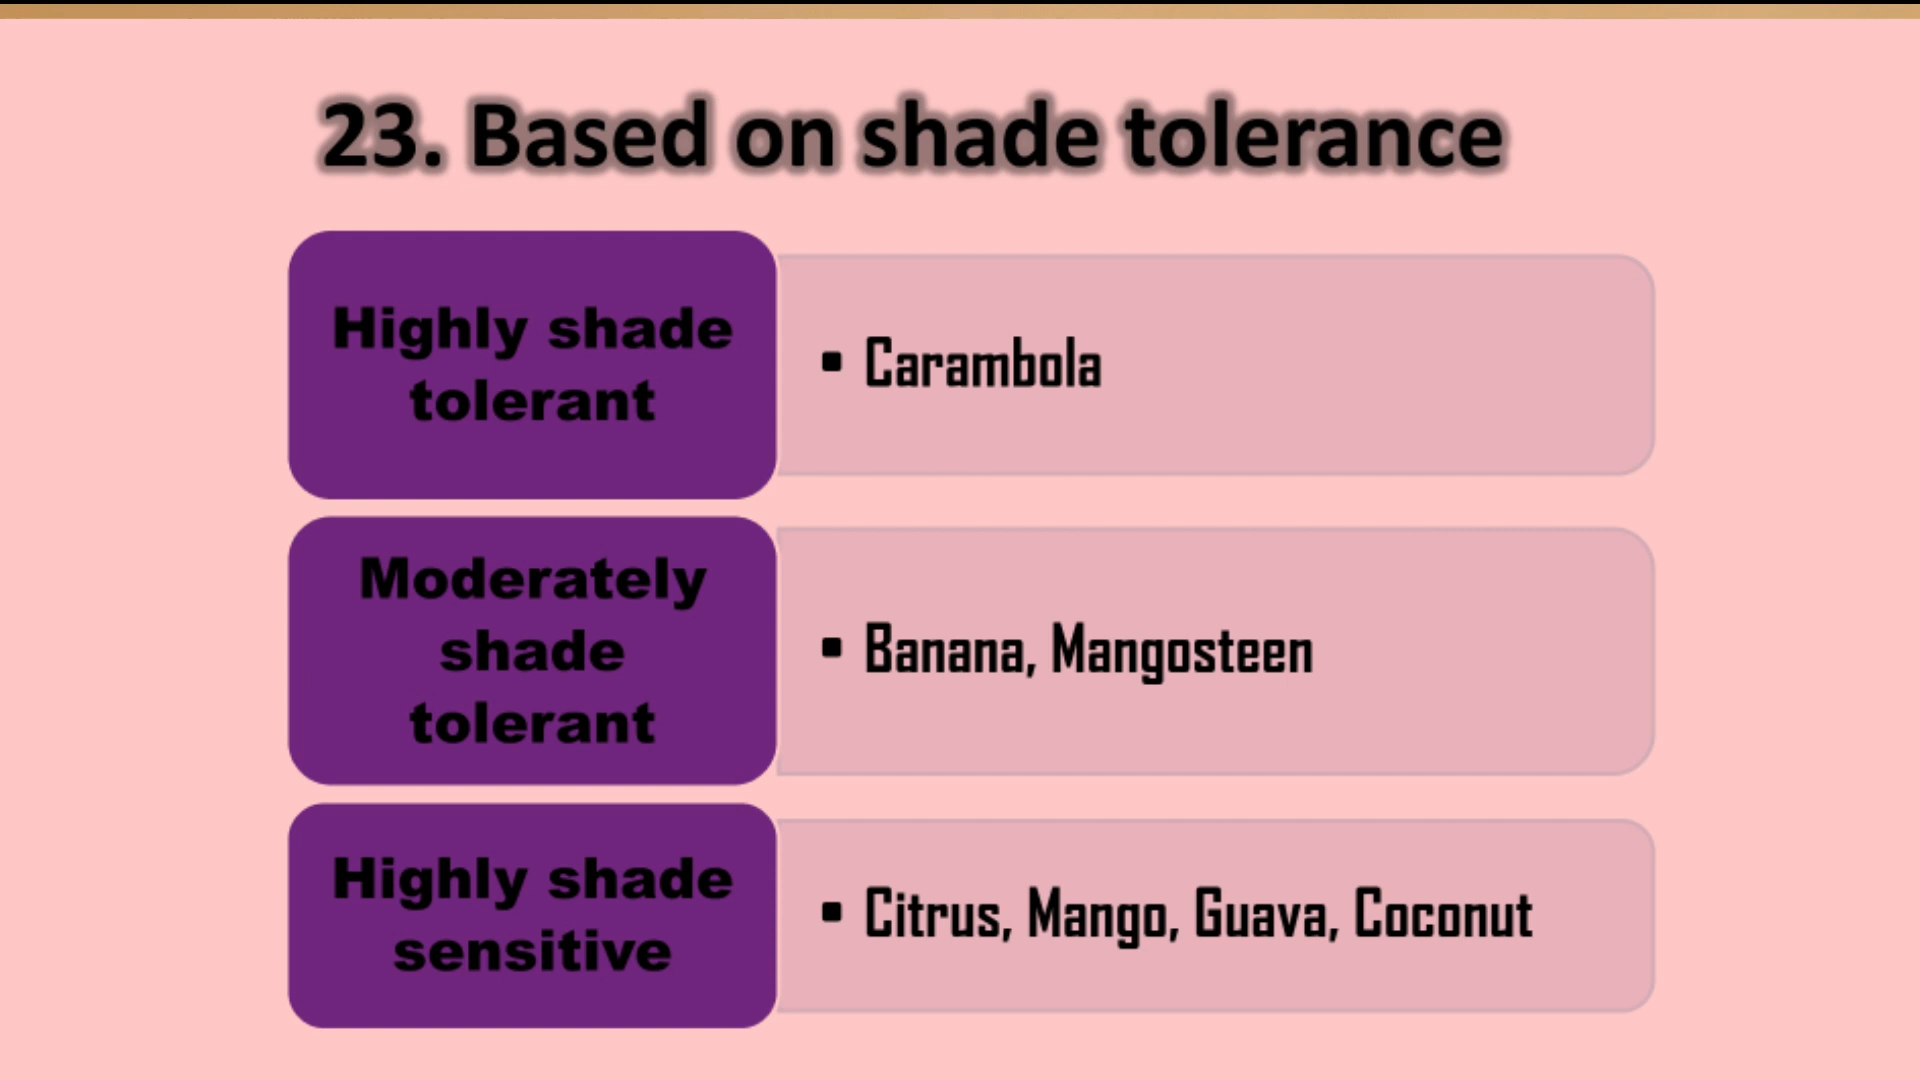 23. Based on shade tolerance
Highly shade
tolerant
▪ Carambola
Moderately
shade
tolerant
▪ Banana, Mangosteen
Highly shade
sensitive
▪ Citrus, Mango, Guava, Coconut